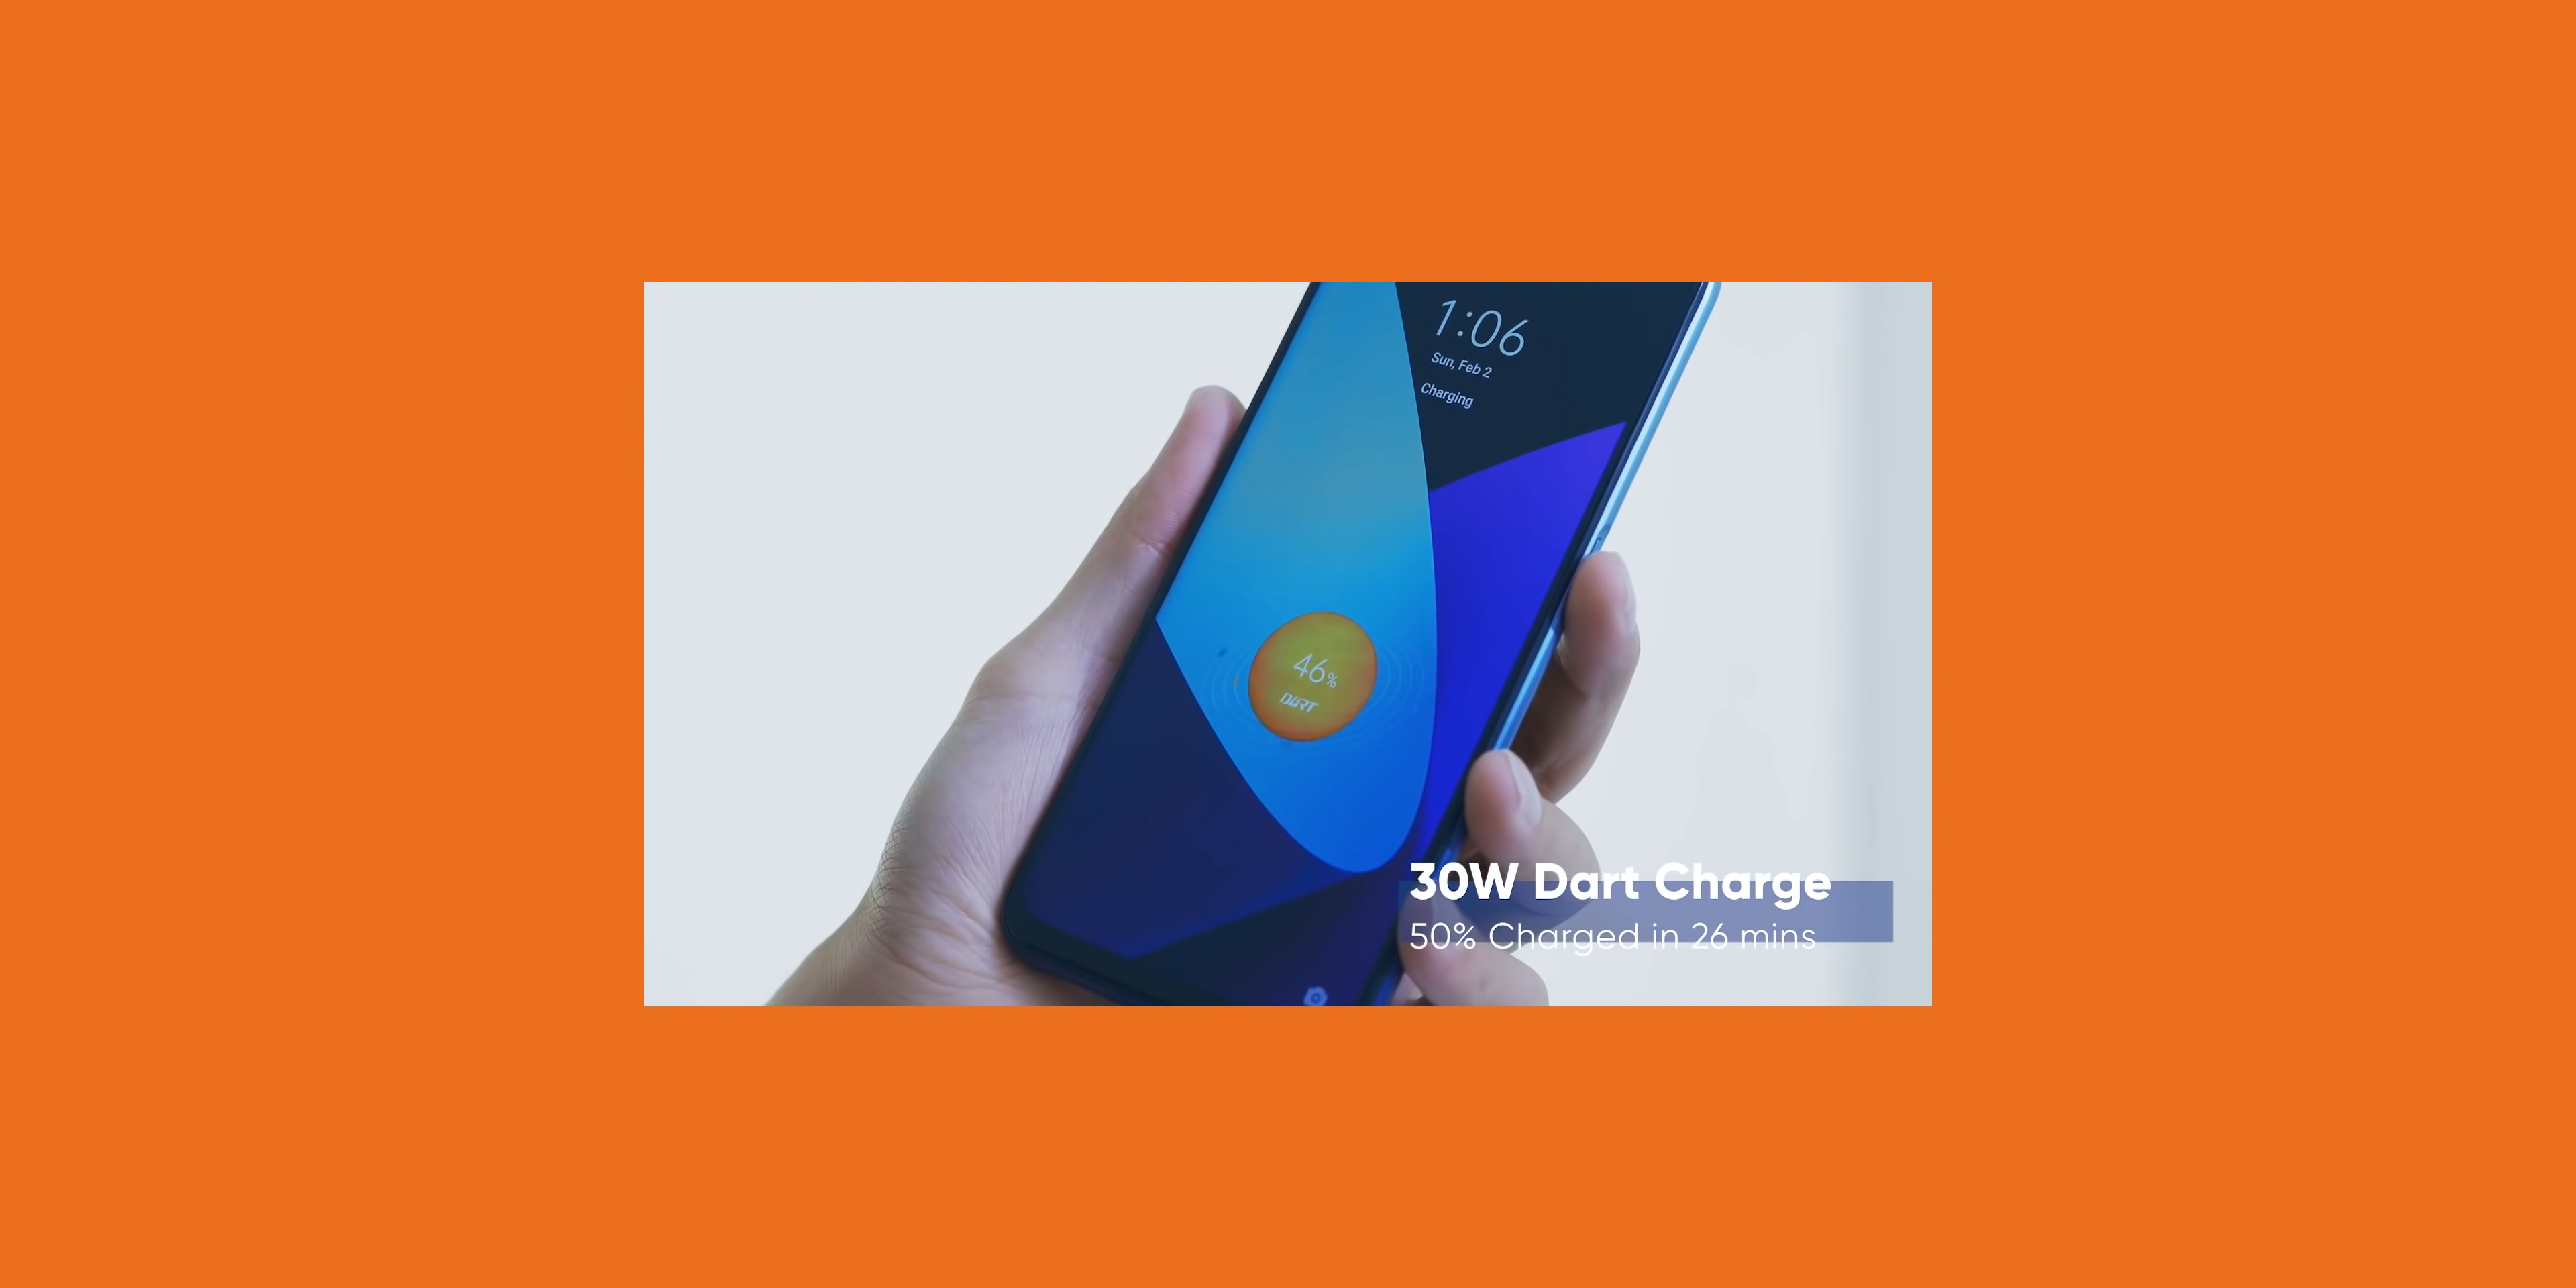 1:06
Sun, Feb 2
Charging
46%
DART
30W Dart Charge
50% Charged in 26 mins